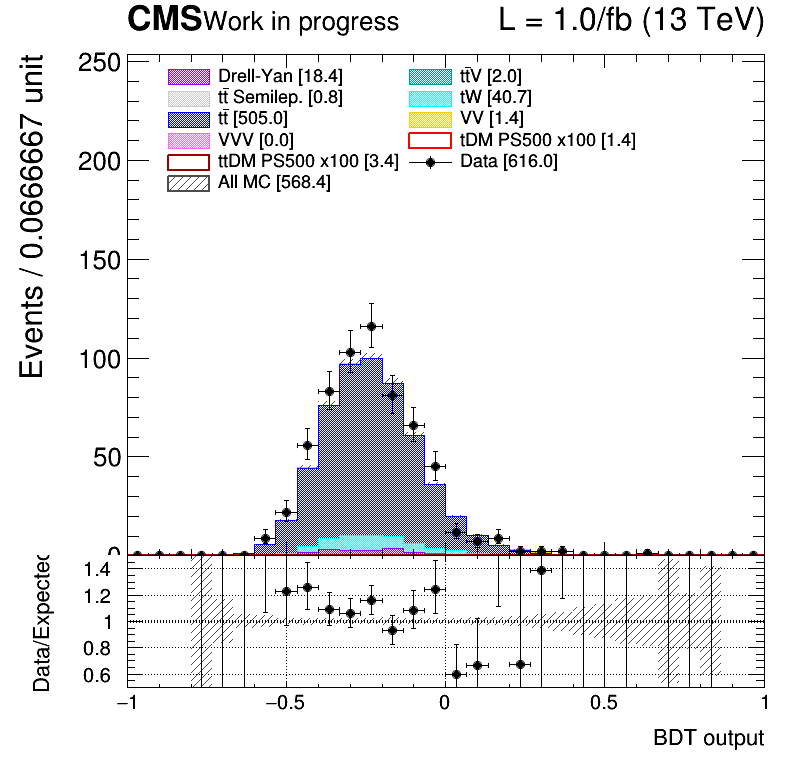 CMS Work in progress L = 1.0/fb (13 TeV)
Events / 0.0666667 unit
250
200
150
100
50
0
Drell-Yan [18.4]
tt̄ Semilep. [0.8]
tt̄ [505.0]
VVV [0.0]
ttDM PS500 x100 [3.4]
All MC [568.4]
tt̄V [2.0]
tW [40.7]
VV [1.4]
tDM PS500 x100 [1.4]
Data [616.0]
Data/Expected
1.4
1.2
1
0.8
0.6
−1 −0.5 0 0.5 1
BDT output